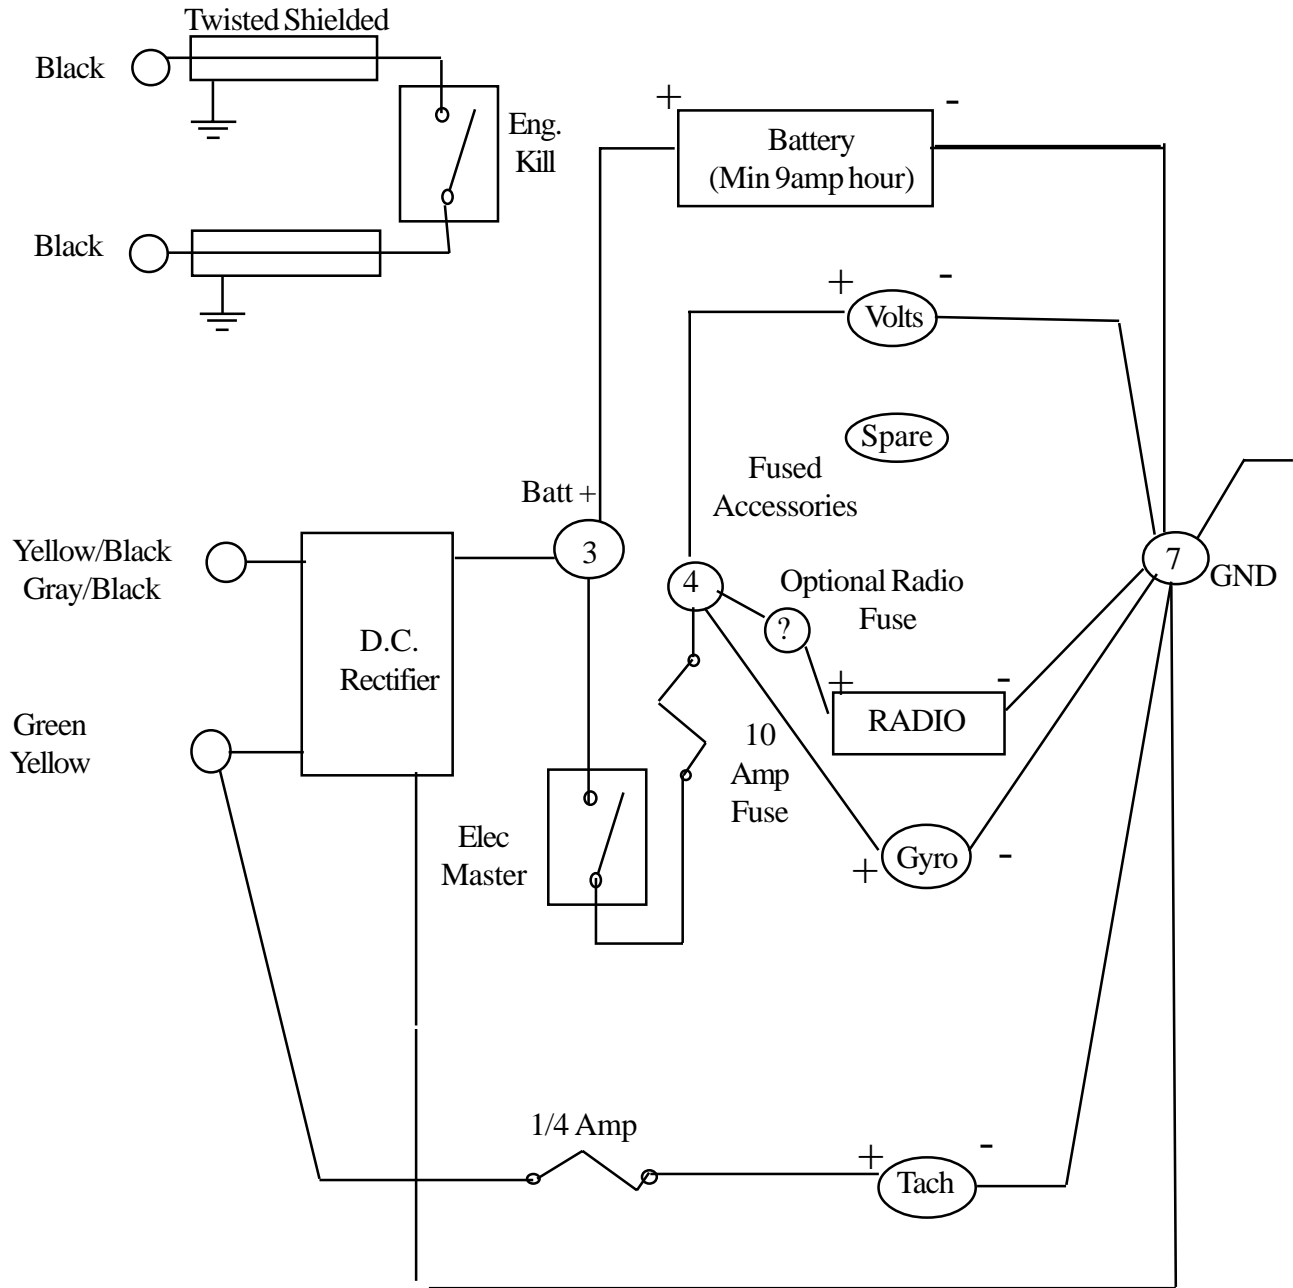 Twisted Shielded
Black
Eng.
Kill
Black
+
-
Battery
(Min 9amp hour)
+
-
Volts
Spare
Fused
Accessories
Batt +
3
Yellow/Black
Gray/Black
D.C.
Rectifier
4
Optional Radio
Fuse
?
7
GND
+
-
RADIO
Green
Yellow
10
Amp
Fuse
Elec
Master
+
Gyro
-
1/4 Amp
+
-
Tach